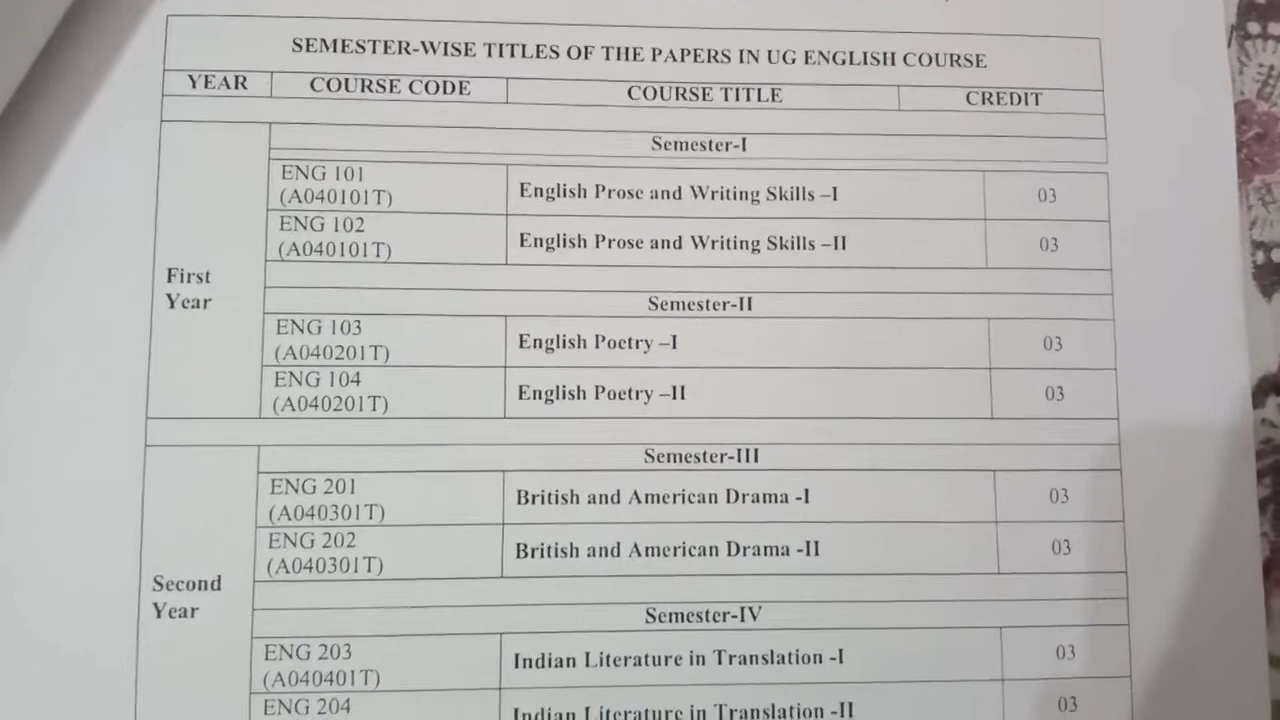 SEMESTER-WISE TITLES OF THE PAPERS IN UG ENGLISH COURSE
YEAR COURSE CODE COURSE TITLE CREDIT
First Year
Semester-I
ENG 101 (A040101T) English Prose and Writing Skills –I 03
ENG 102 (A040101T) English Prose and Writing Skills –II 03
Semester-II
ENG 103 (A040201T) English Poetry –I 03
ENG 104 (A040201T) English Poetry –II 03
Second Year
Semester-III
ENG 201 (A040301T) British and American Drama -I 03
ENG 202 (A040301T) British and American Drama -II 03
Semester-IV
ENG 203 (A040401T) Indian Literature in Translation -I 03
ENG 204 Indian Literature in Translation -II 03